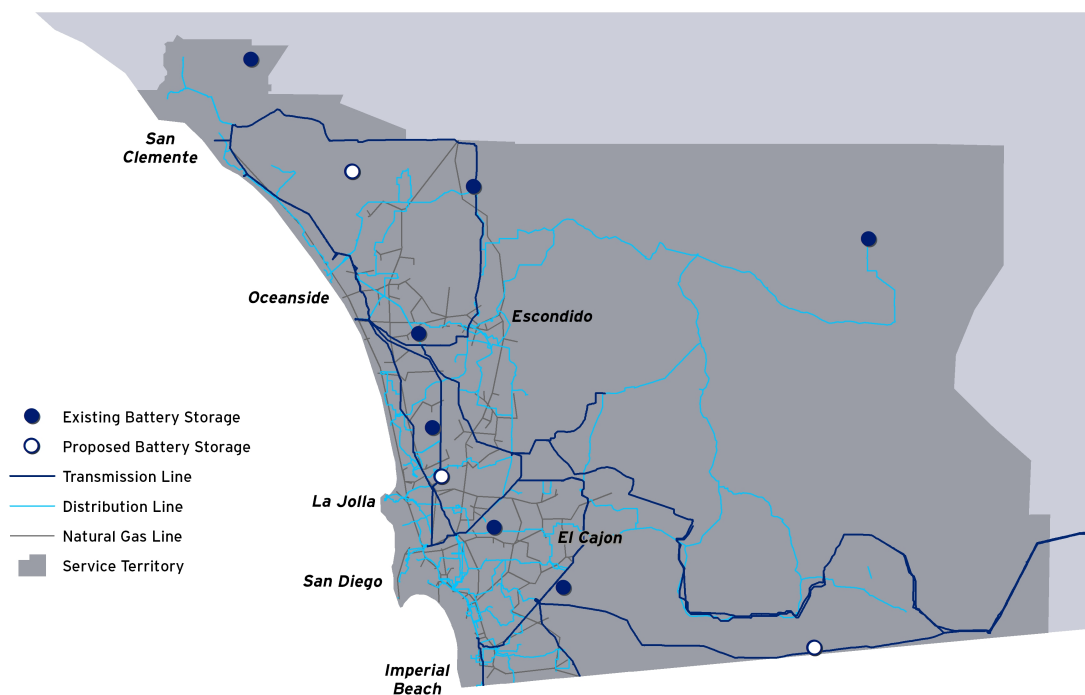 San
Clemente
Oceanside
Escondido
Existing Battery Storage
Proposed Battery Storage
Transmission Line
La Jolla
Distribution Line
Natural Gas Line
El Cajon
Service Territory
San Diego
Imperial
Beach